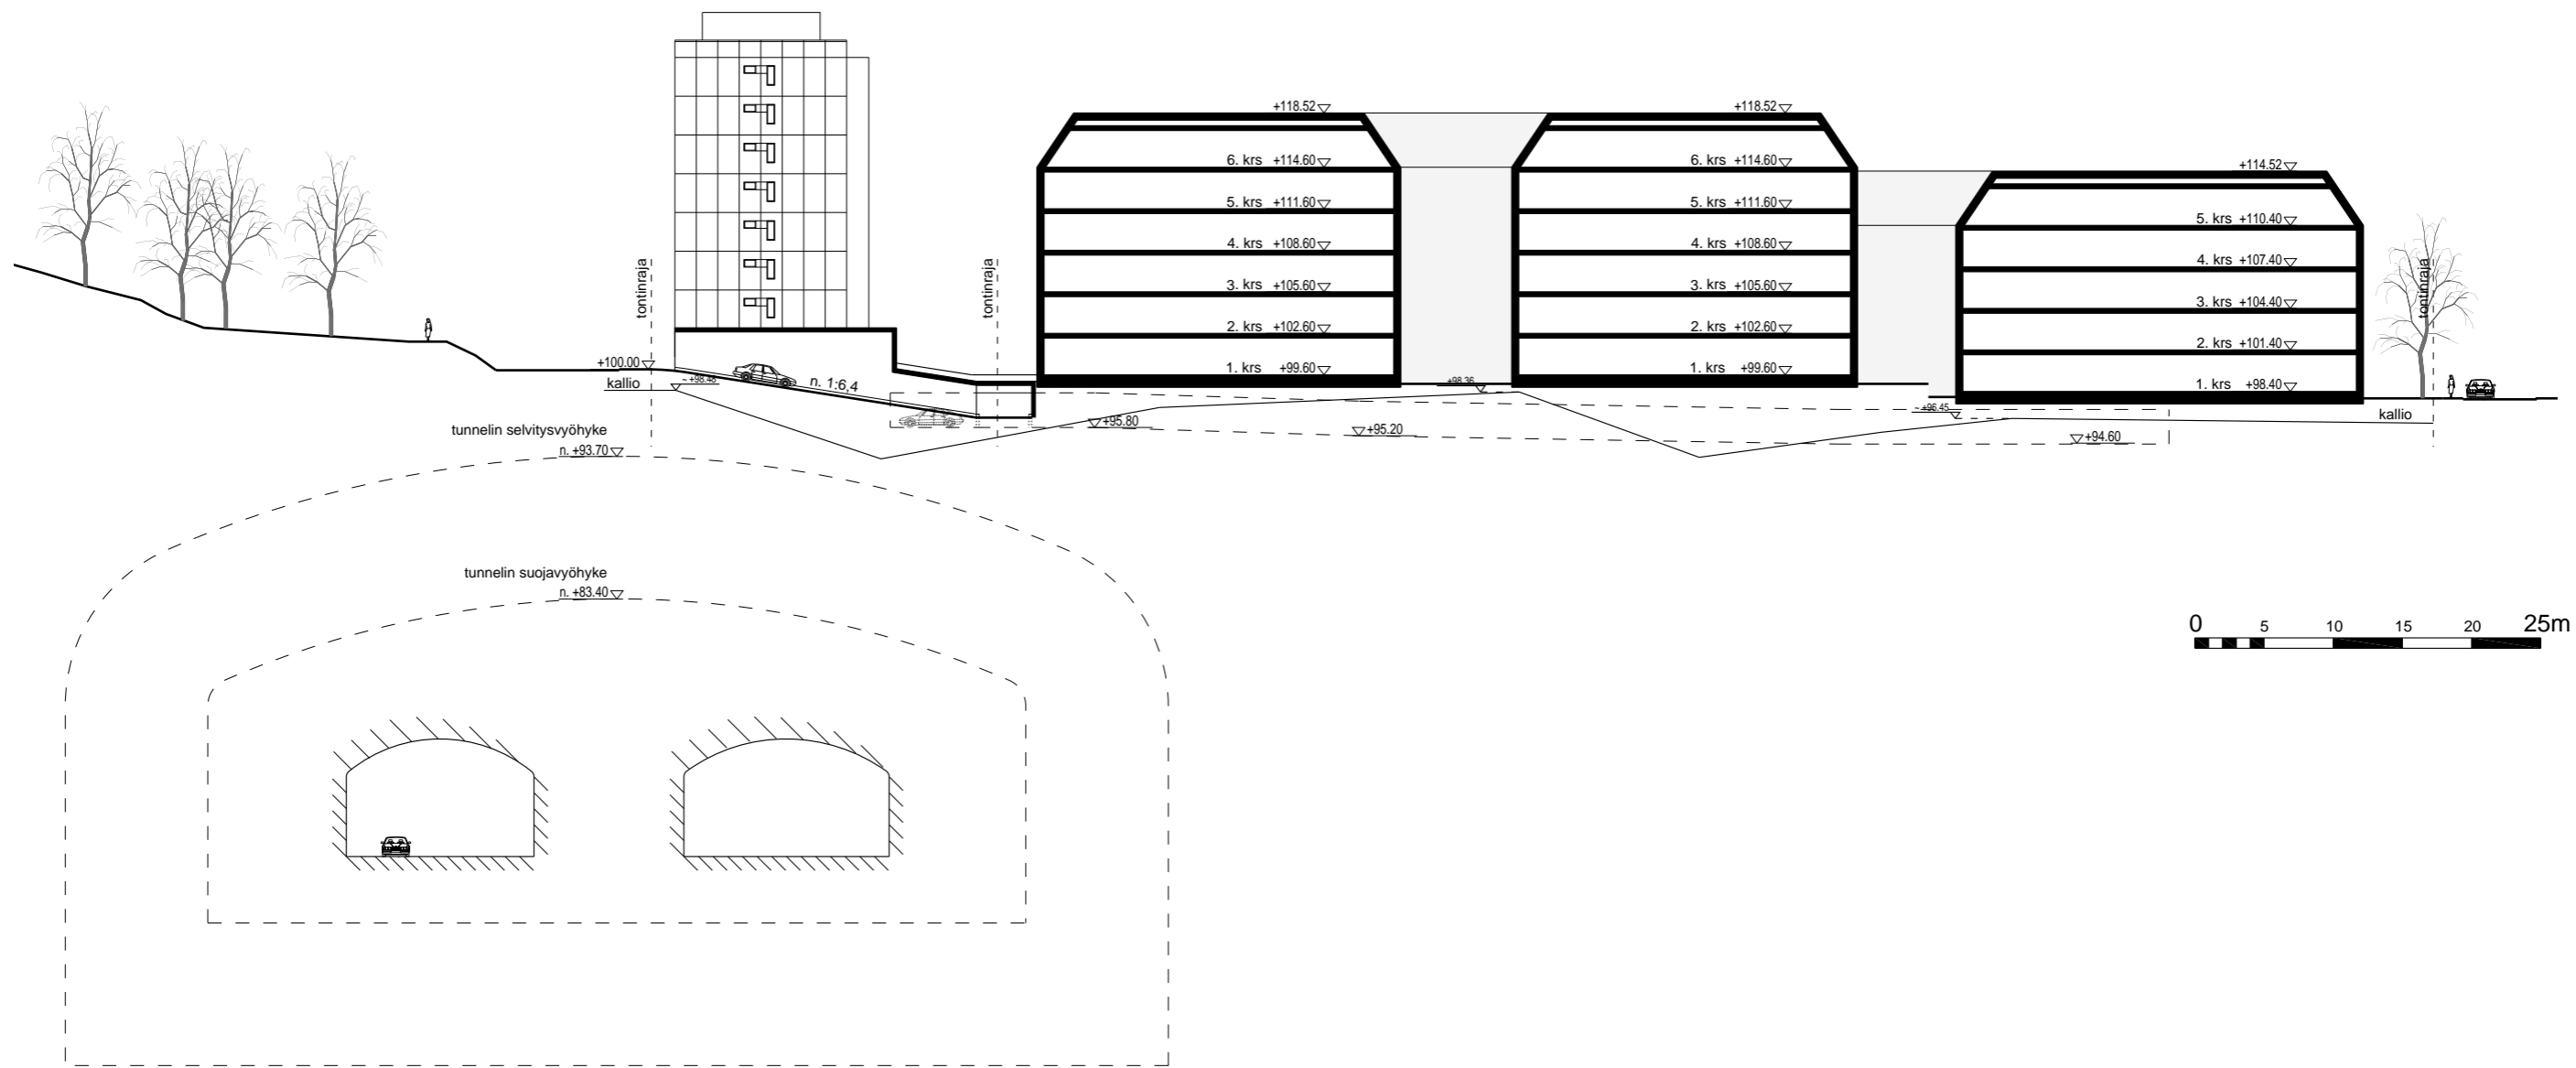 +118.52
+118.52
6. krs +114.60
6. krs +114.60
+114.52
5. krs +111.60
5. krs +111.60
5. krs +110.40
4. krs +108.60
4. krs +108.60
4. krs +107.40
tontinraja
tontinraja
tontinraja
3. krs +105.60
3. krs +105.60
3. krs +104.40
2. krs +102.60
2. krs +102.60
2. krs +101.40
+100.00
1. krs +99.60
1. krs +99.60
1. krs +98.40
kallio
~ +98.48
n. 1:6,4
+98.36
~ +96.45
kallio
+95.80
+95.20
+94.60
tunnelin selvitysvyöhyke
n. +93.70
tunnelin suojavyöhyke
n. +83.40
0 5 10 15 20 25m